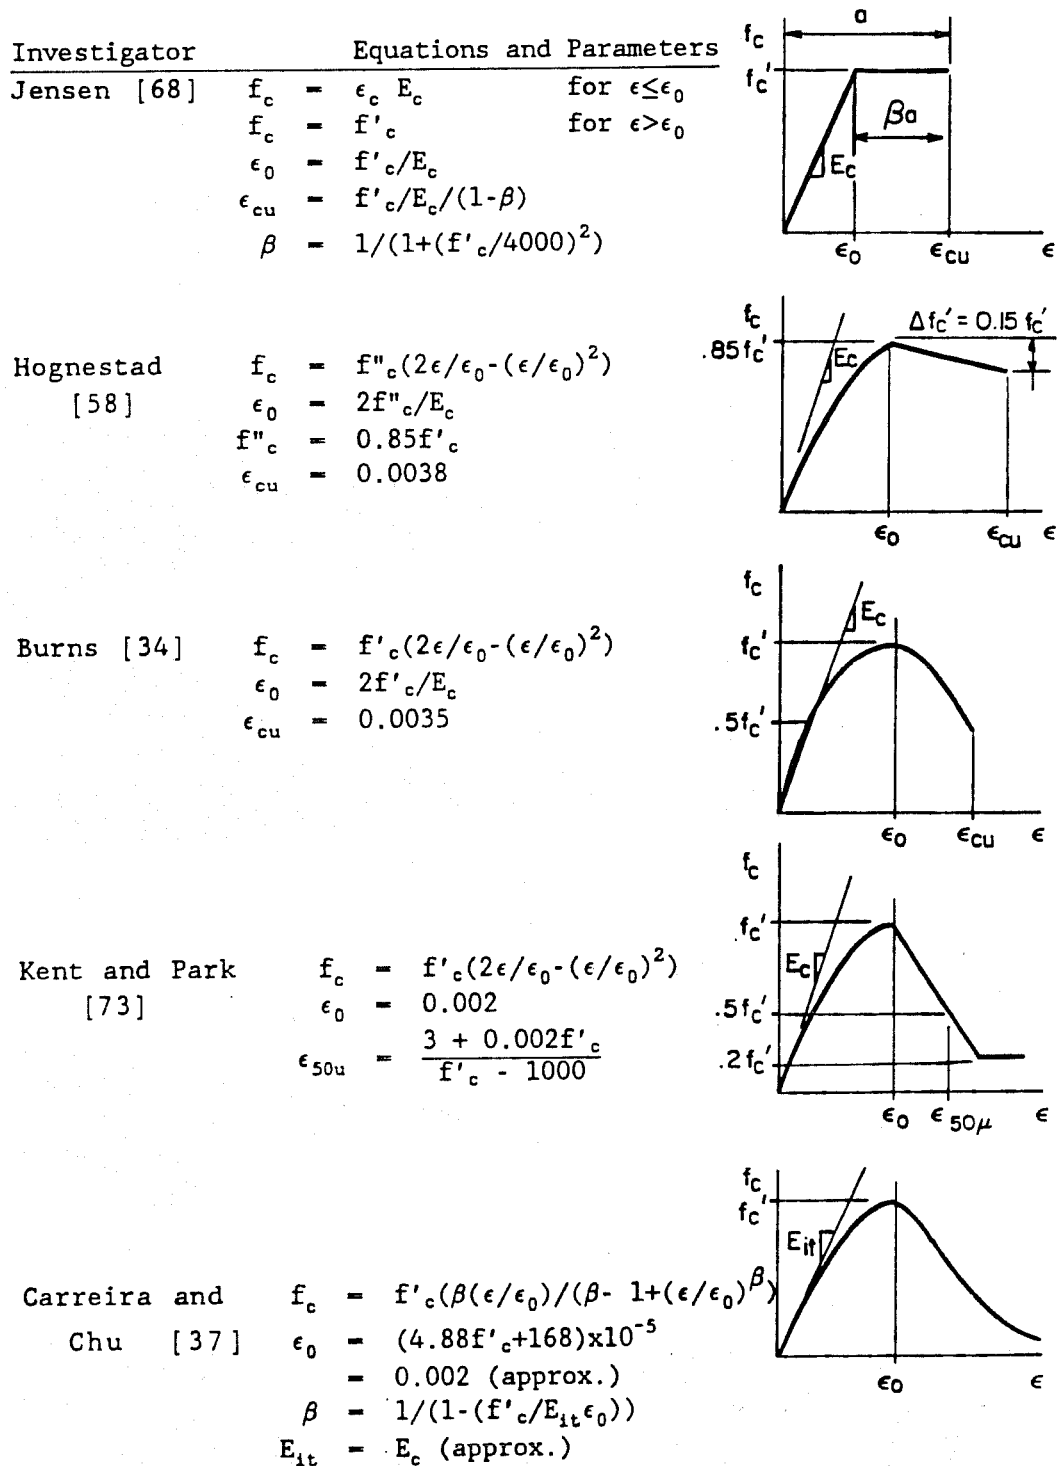 Investigator Equations and Parameters
Jensen [68] f_c = ϵ_c E_c for ϵ≤ϵ_0
f_c = f'_c for ϵ>ϵ_0
ϵ_0 = f'_c/E_c
ϵ_cu = f'_c/E_c/(1-β)
β = 1/(1+(f'_c/4000)^2)
f_c
a
f_c'
βa
E_c
ϵ_0 ϵ_cu ϵ
Hognestad f_c = f"_c(2ϵ/ϵ_0-(ϵ/ϵ_0)^2)
[58] ϵ_0 = 2f"_c/E_c
f"_c = 0.85f'_c
ϵ_cu = 0.0038
f_c
Δf_c' = 0.15 f_c'
.85f_c'
E_c
ϵ_0 ϵ_cu ϵ
Burns [34] f_c = f'_c(2ϵ/ϵ_0-(ϵ/ϵ_0)^2)
ϵ_0 = 2f'_c/E_c
ϵ_cu = 0.0035
f_c
E_c
f_c'
.5f_c'
ϵ_0 ϵ_cu ϵ
Kent and Park f_c = f'_c(2ϵ/ϵ_0-(ϵ/ϵ_0)^2)
[73] ϵ_0 = 0.002
ϵ_50u = 3 + 0.002f'_c / f'_c - 1000
f_c
f_c'
E_c
.5f_c'
.2f_c'
ϵ_0 ϵ_50μ ϵ
Carreira and f_c = f'_c(β(ϵ/ϵ_0)/(β- 1+(ϵ/ϵ_0)^β)
Chu [37] ϵ_0 = (4.88f'_c+168)x10^-5
= 0.002 (approx.)
β = 1/(1-(f'_c/E_it ϵ_0))
E_it = E_c (approx.)
f_c
f_c'
E_it
ϵ_0 ϵ